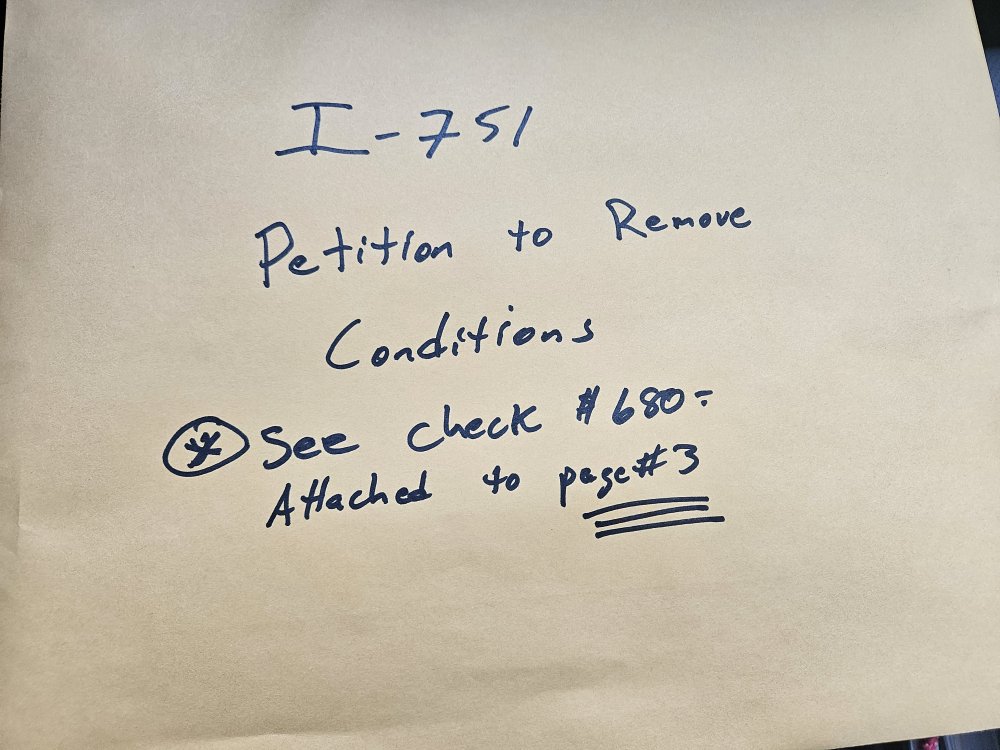 I-751
Petition to Remove
Conditions
* See check #680=
Attached to page#3